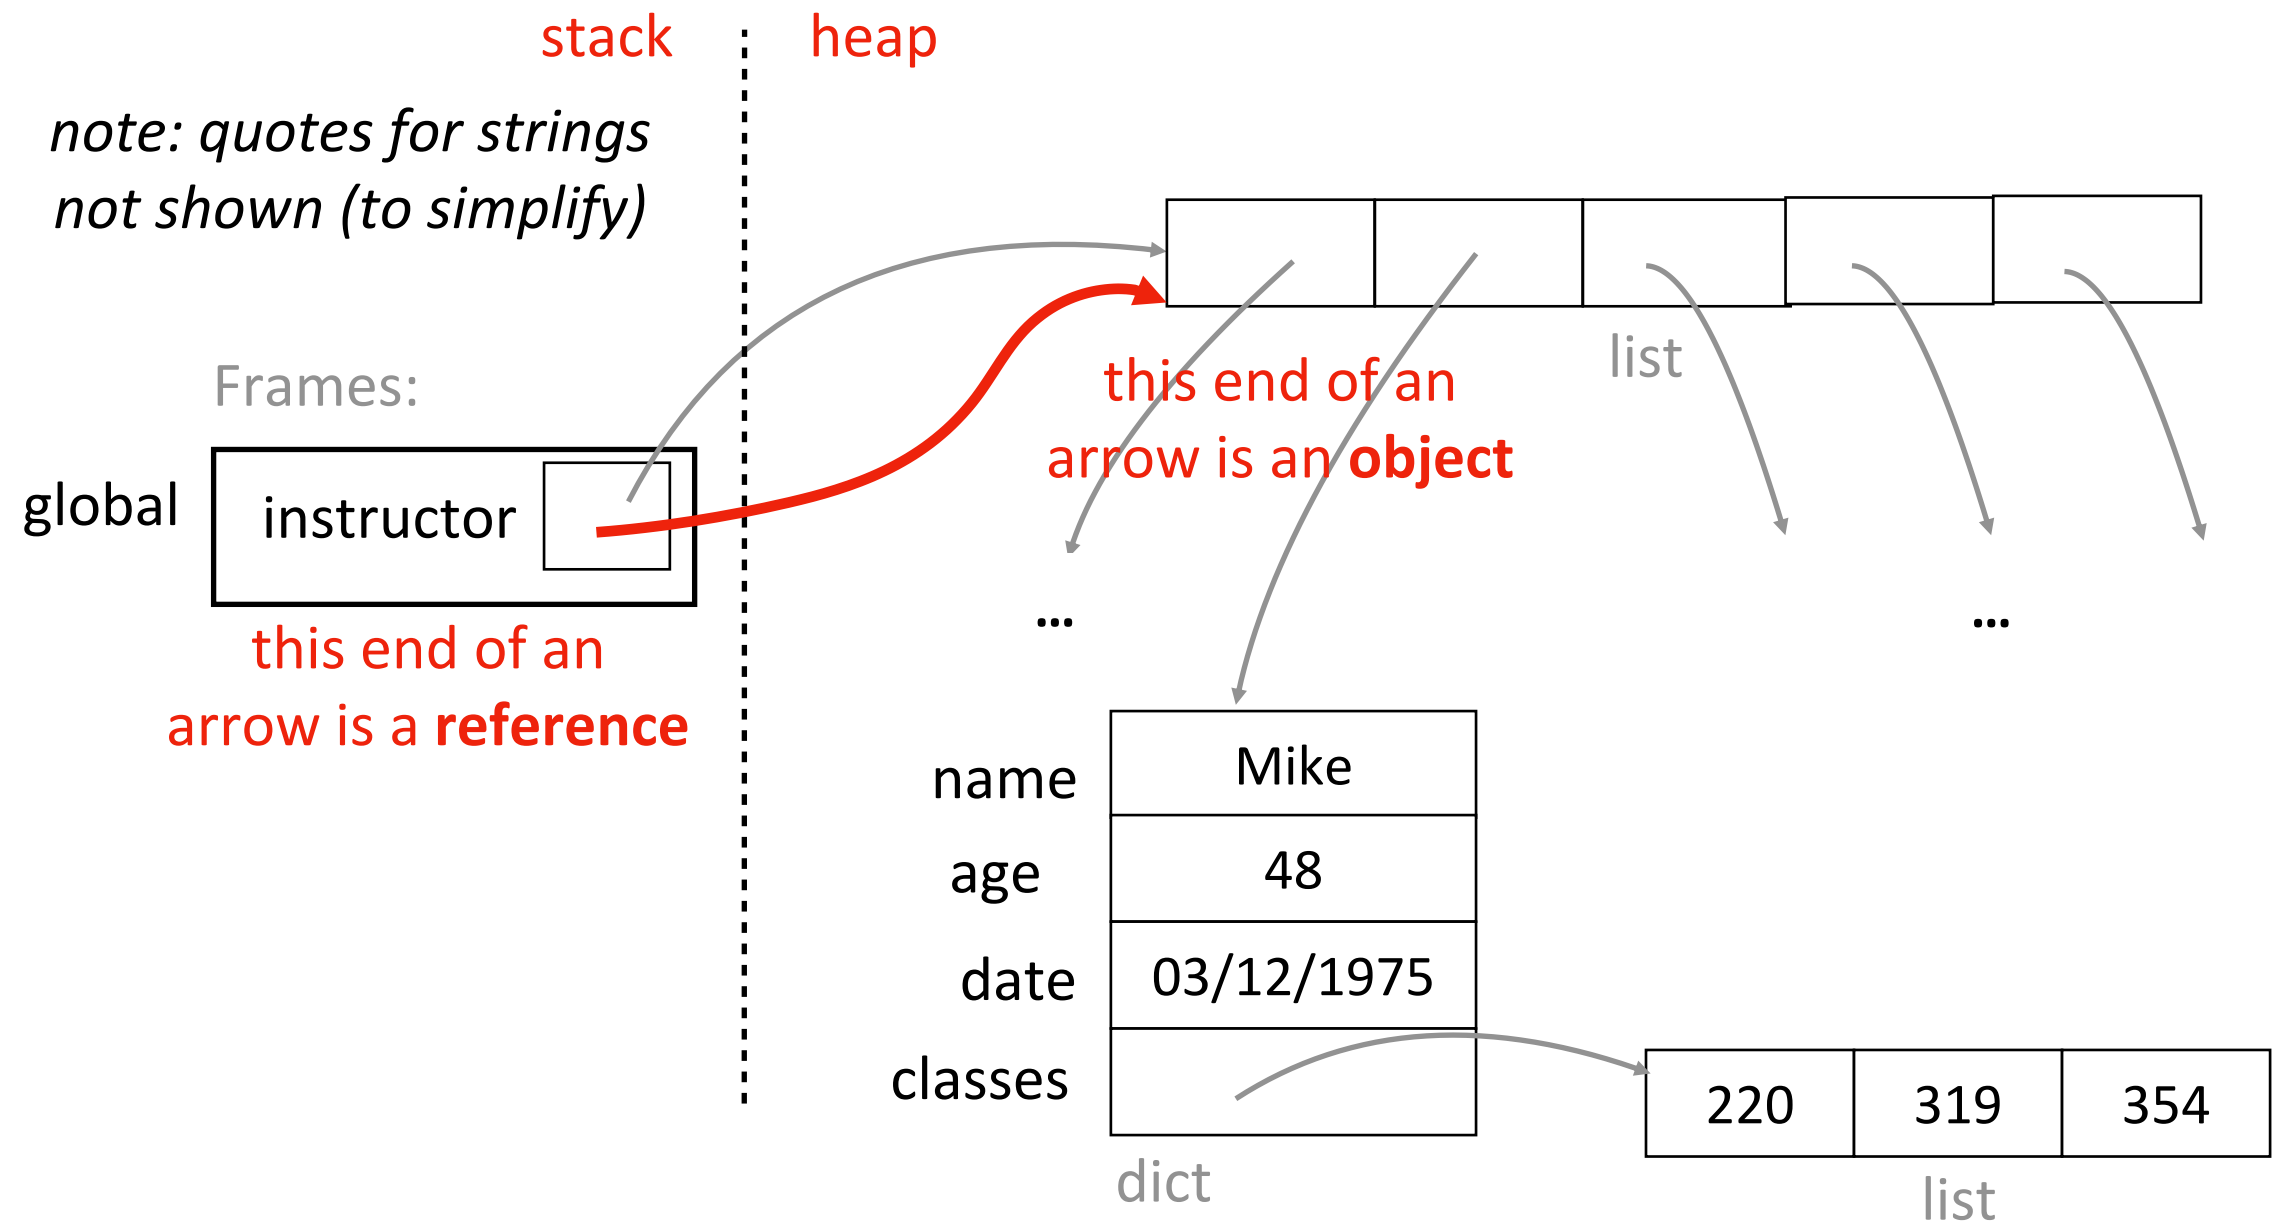 stack
heap
note: quotes for strings
not shown (to simplify)
Frames:
global
instructor
this end of an
arrow is a reference
list
this end of an
arrow is an object
...
...
name
Mike
age
48
date
03/12/1975
classes
dict
220
319
354
list